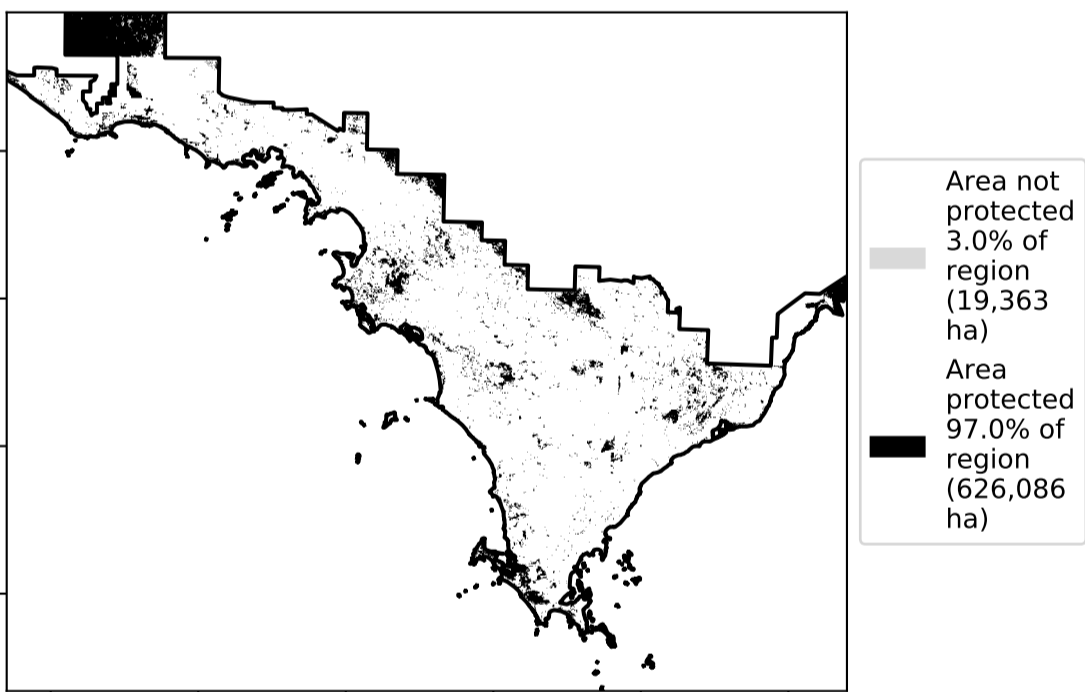 Area not
protected
3.0% of
region
(19,363
ha)
Area
protected
97.0% of
region
(626,086
ha)